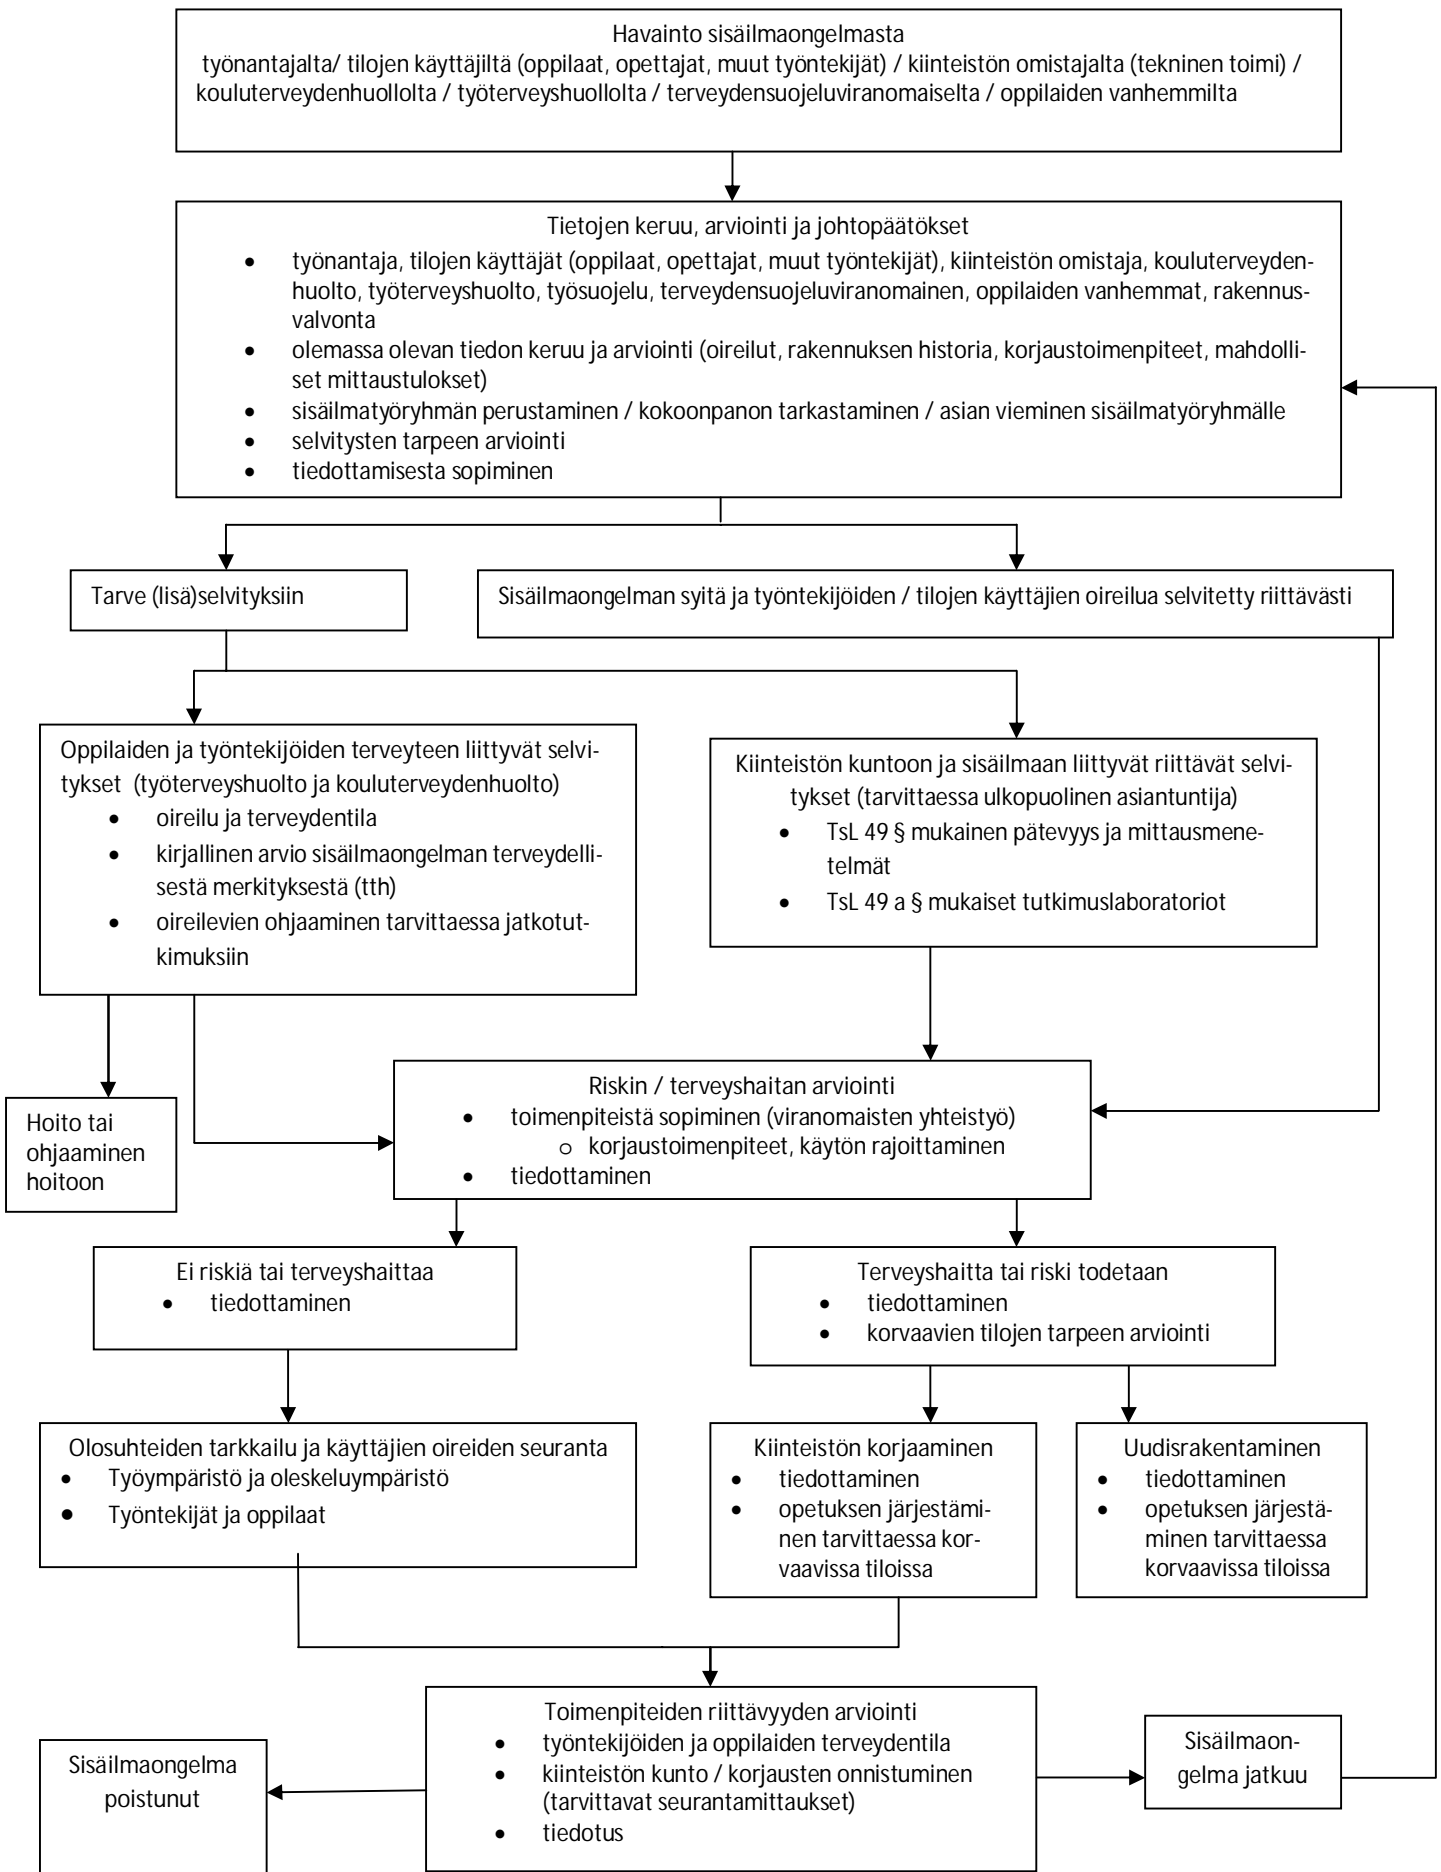 Havainto sisäilmaongelmasta
työnantajalta/ tilojen käyttäjiltä (oppilaat, opettajat, muut työntekijät) / kiinteistön omistajalta (tekninen toimi) /
kouluterveydenhuollolta / työterveyshuollolta / terveydensuojeluviranomaiselta / oppilaiden vanhemmilta
Tietojen keruu, arviointi ja johtopäätökset
• työnantaja, tilojen käyttäjät (oppilaat, opettajat, muut työntekijät), kiinteistön omistaja, kouluterveyden-
huolto, työterveyshuolto, työsuojelu, terveydensuojeluviranomainen, oppilaiden vanhemmat, rakennus-
valvonta
• olemassa olevan tiedon keruu ja arviointi (oireilut, rakennuksen historia, korjaustoimenpiteet, mahdolli-
set mittaustulokset)
• sisäilmatyöryhmän perustaminen / kokoonpanon tarkastaminen / asian vieminen sisäilmatyöryhmälle
• selvitysten tarpeen arviointi
• tiedottamisesta sopiminen
Tarve (lisä)selvityksiin
Sisäilmaongelman syitä ja työntekijöiden / tilojen käyttäjien oireilua selvitetty riittävästi
Oppilaiden ja työntekijöiden terveyteen liittyvät selvi-
tykset (työterveyshuolto ja kouluterveydenhuolto)
• oireilu ja terveydentila
• kirjallinen arvio sisäilmaongelman terveydelli-
sestä merkityksestä (tth)
• oireilevien ohjaaminen tarvittaessa jatkotut-
kimuksiin
Kiinteistön kuntoon ja sisäilmaan liittyvät riittävät selvi-
tykset (tarvittaessa ulkopuolinen asiantuntija)
• TsL 49 § mukainen pätevyys ja mittausmene-
telmät
• TsL 49 a § mukaiset tutkimuslaboratoriot
Hoito tai
ohjaaminen
hoitoon
Riskin / terveyshaitan arviointi
• toimenpiteistä sopiminen (viranomaisten yhteistyö)
o korjaustoimenpiteet, käytön rajoittaminen
• tiedottaminen
Ei riskiä tai terveyshaittaa
• tiedottaminen
Terveyshaitta tai riski todetaan
• tiedottaminen
• korvaavien tilojen tarpeen arviointi
Olosuhteiden tarkkailu ja käyttäjien oireiden seuranta
• Työympäristö ja oleskeluympäristö
• Työntekijät ja oppilaat
Kiinteistön korjaaminen
• tiedottaminen
• opetuksen järjestämi-
nen tarvittaessa kor-
vaavissa tiloissa
Uudisrakentaminen
• tiedottaminen
• opetuksen järjestä-
minen tarvittaessa
korvaavissa tiloissa
Toimenpiteiden riittävyyden arviointi
• työntekijöiden ja oppilaiden terveydentila
• kiinteistön kunto / korjausten onnistuminen
(tarvittavat seurantamittaukset)
• tiedotus
Sisäilmaongelma
poistunut
Sisäilmaon-
gelma jatkuu